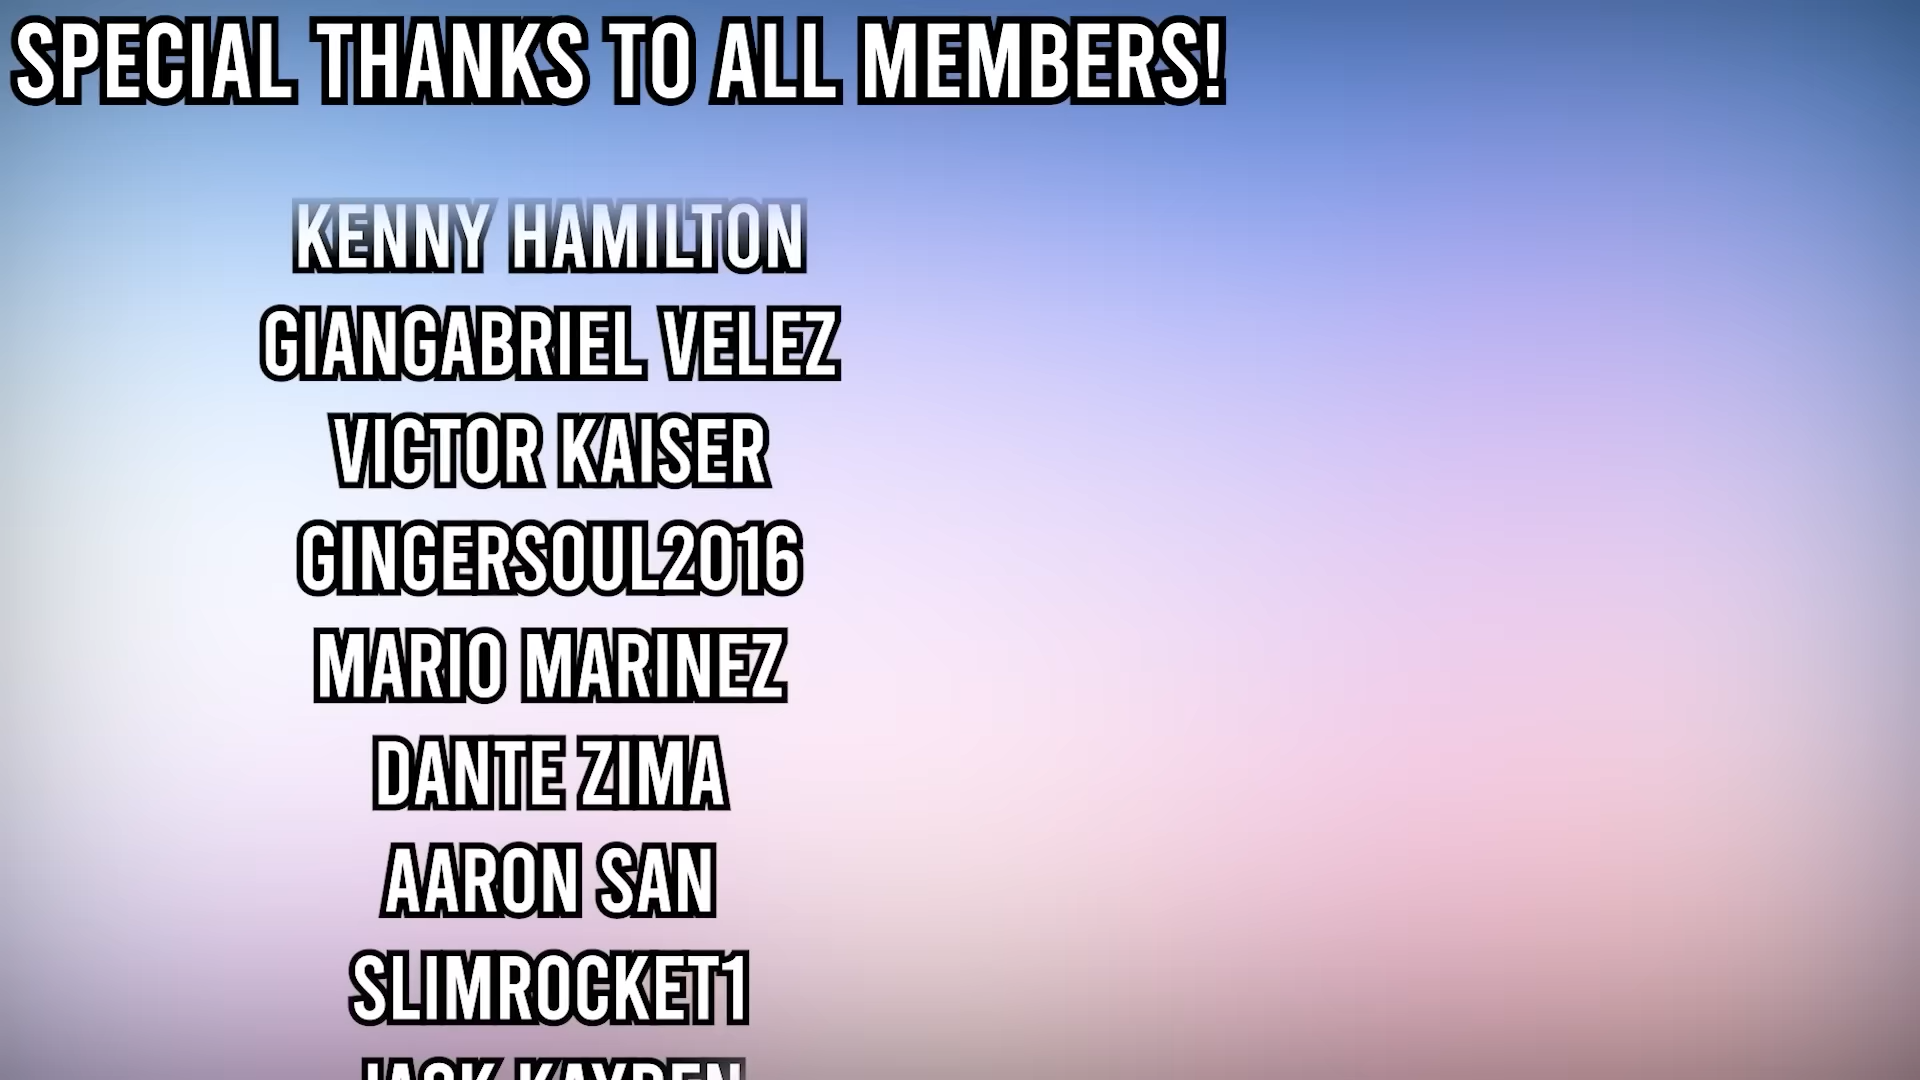 SPECIAL THANKS TO ALL MEMBERS!
KENNY HAMILTON
GIANGABRIEL VELEZ
VICTOR KAISER
GINGERSOUL2016
MARIO MARINEZ
DANTE ZIMA
AARON SAN
SLIMROCKET1
JACK